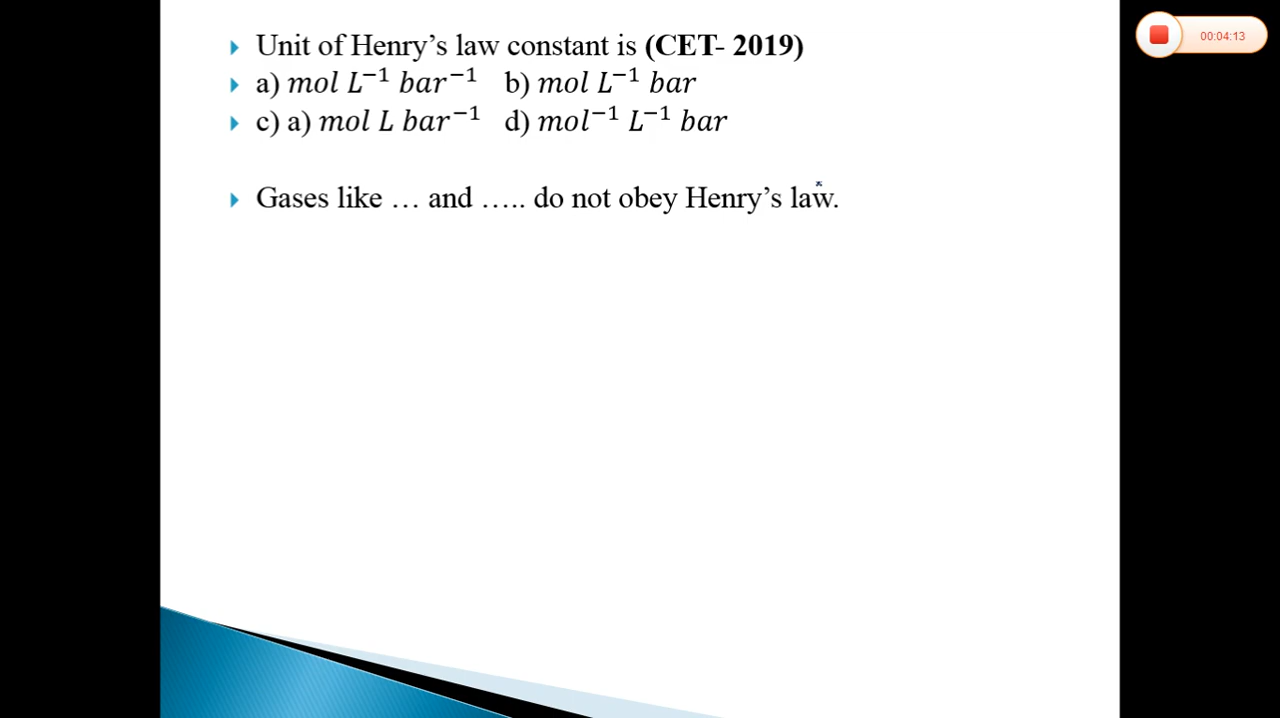 00:04:13
Unit of Henry’s law constant is (CET- 2019)
a) mol L⁻¹ bar⁻¹ b) mol L⁻¹ bar
c) a) mol L bar⁻¹ d) mol⁻¹ L⁻¹ bar
Gases like … and ….. do not obey Henry’s law.